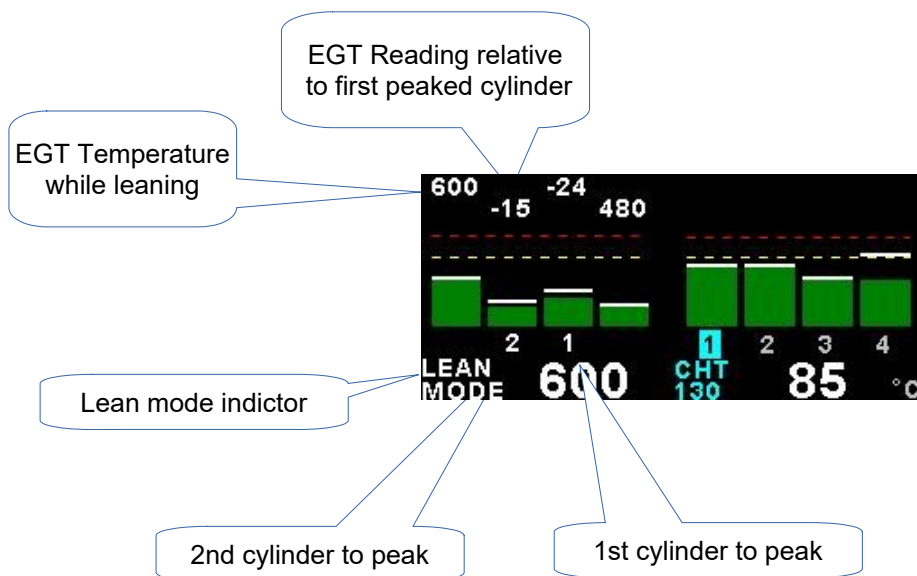 EGT Reading relative
to first peaked cylinder
EGT Temperature
while leaning
600 -24
-15 480
2 1 1 2 3 4
LEAN
MODE 600 CHT
130 85 °C
Lean mode indictor
2nd cylinder to peak
1st cylinder to peak